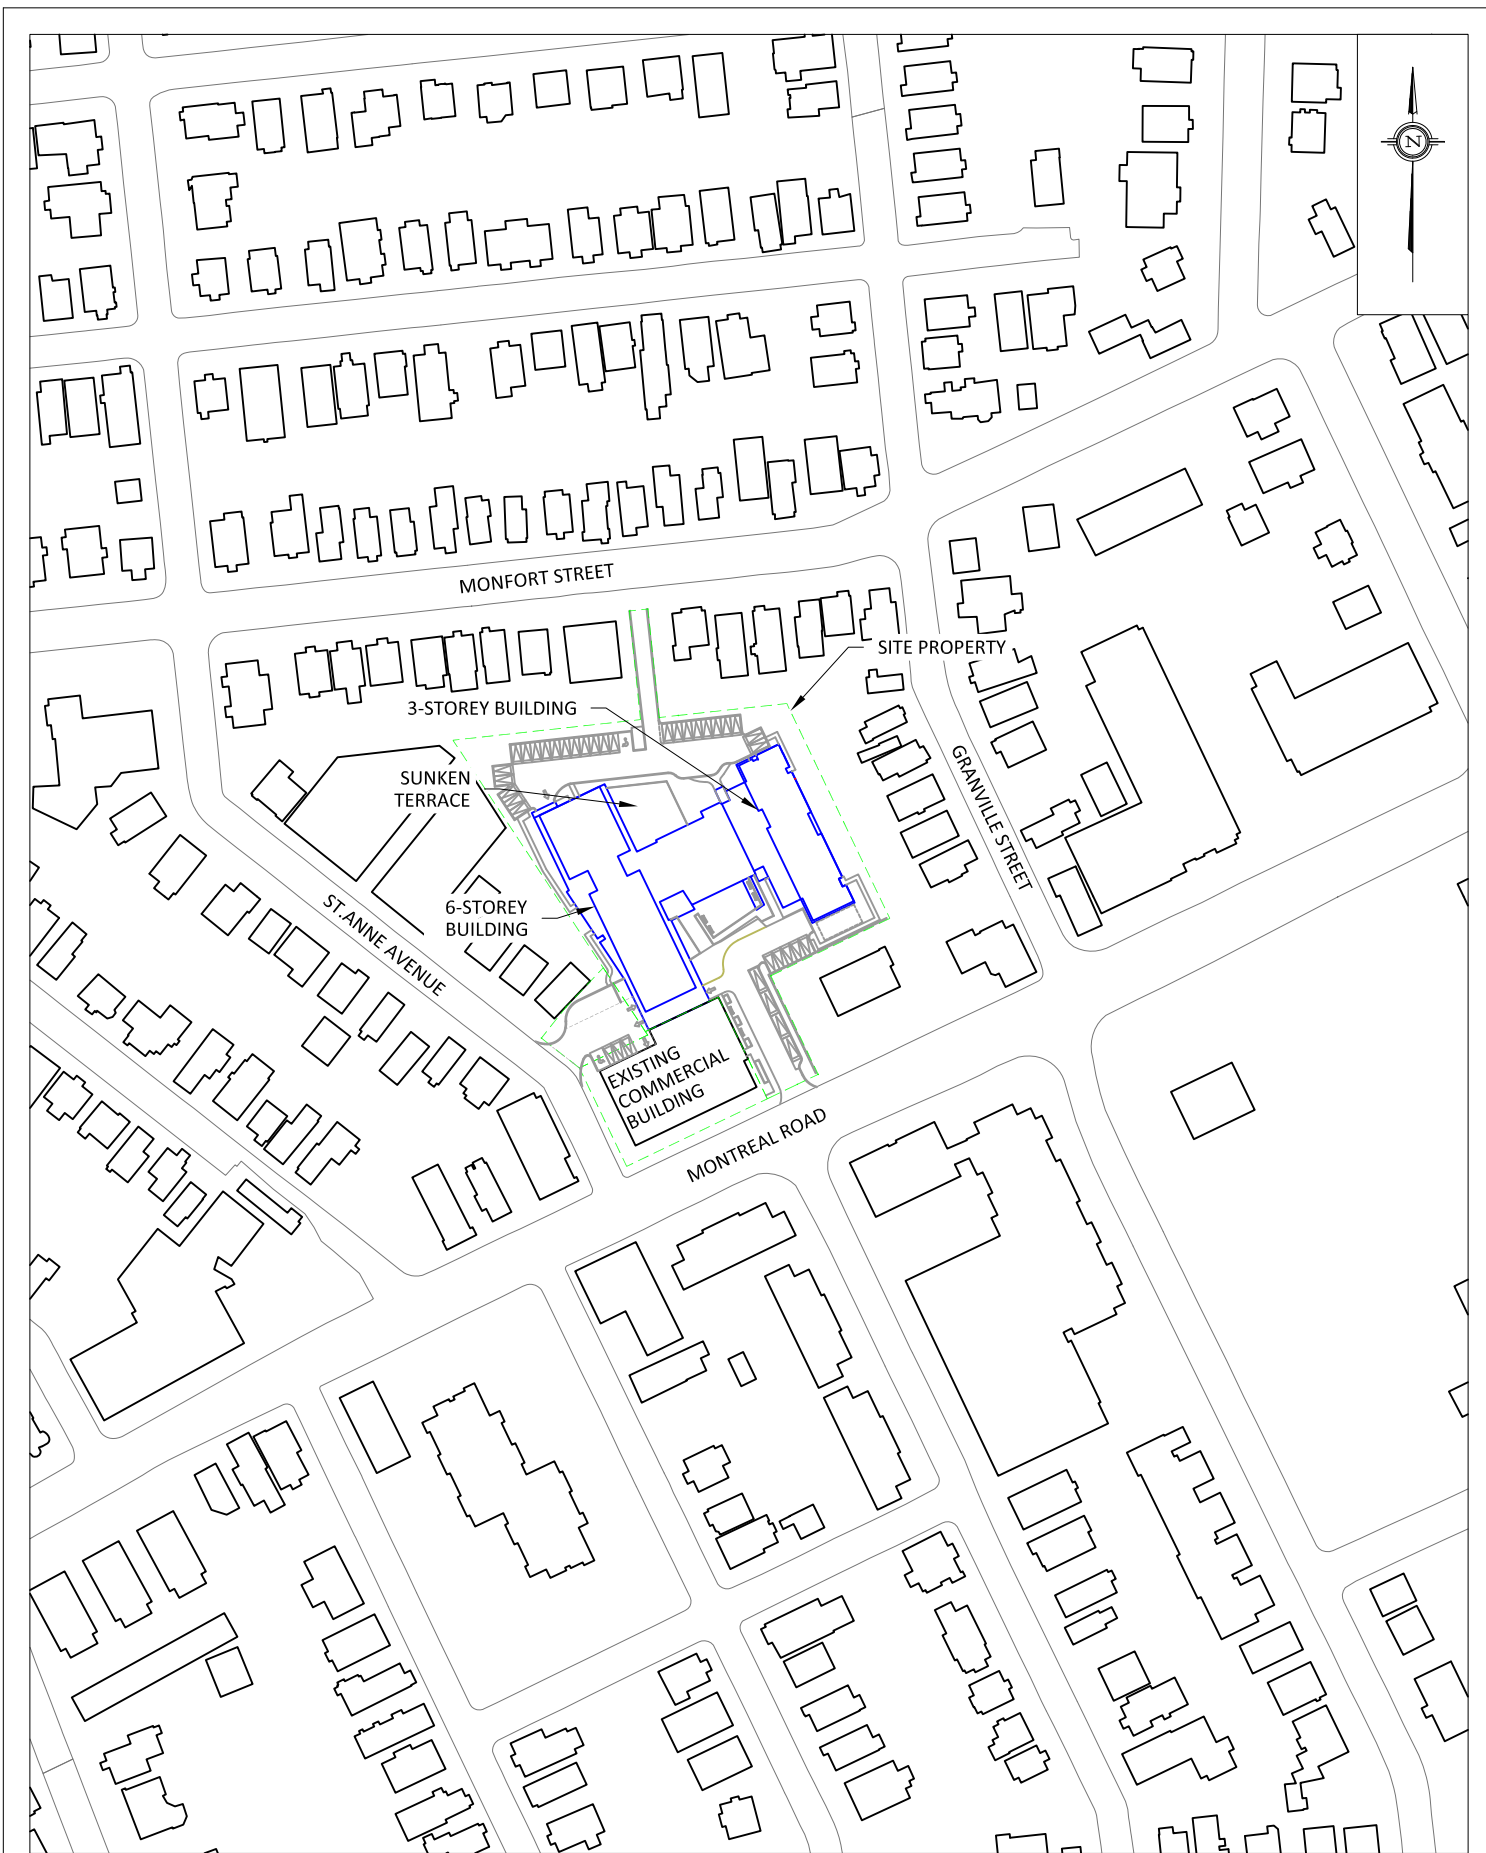 N
MONFORT STREET
SITE PROPERTY
3-STOREY BUILDING
SUNKEN
TERRACE
GRANVILLE STREET
6-STOREY
BUILDING
ST.ANNE AVENUE
EXISTING
COMMERCIAL
BUILDING
MONTREAL ROAD